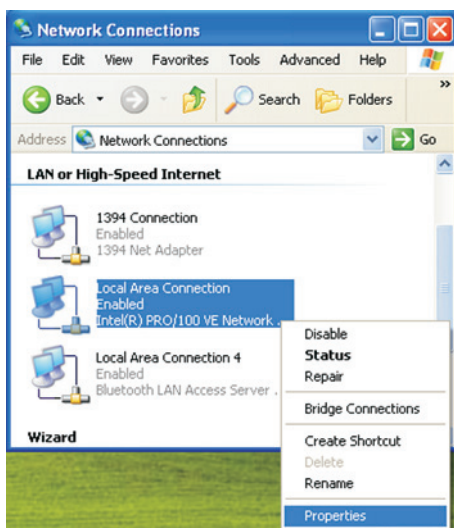 Network Connections
File Edit View Favorites Tools Advanced Help
Back Search Folders »
Address Network Connections Go
LAN or High-Speed Internet
1394 Connection
Enabled
1394 Net Adapter
Local Area Connection
Enabled
Intel(R) PRO/100 VE Network ...
Local Area Connection 4
Enabled
Bluetooth LAN Access Server ...
Wizard
Disable
Status
Repair
Bridge Connections
Create Shortcut
Delete
Rename
Properties